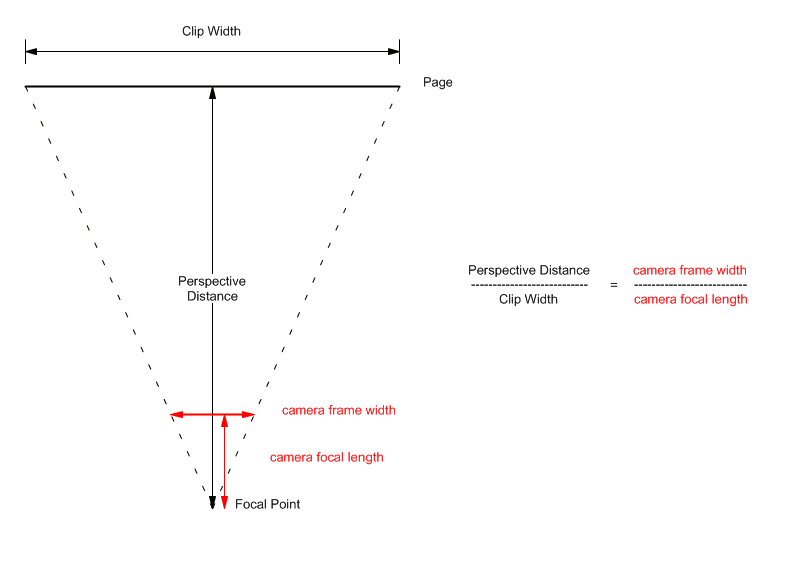 Clip Width
Page
Perspective
Distance
Perspective Distance
---------------------------
Clip Width
=
camera frame width
--------------------------
camera focal length
camera frame width
camera focal length
Focal Point